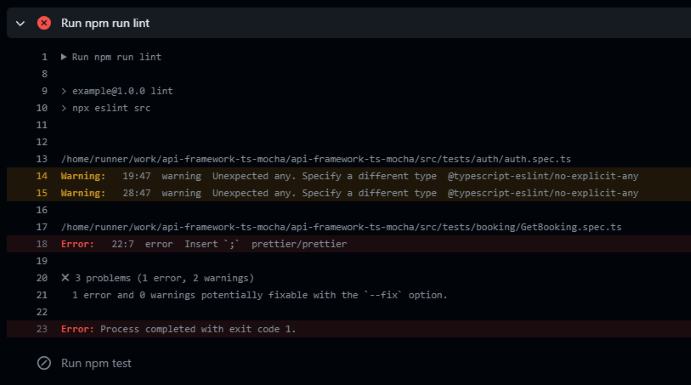 Run npm run lint
1 ▶ Run npm run lint
8
9 > example@1.0.0 lint
10 > npx eslint src
11
12
13 /home/runner/work/api-framework-ts-mocha/api-framework-ts-mocha/src/tests/auth/auth.spec.ts
14 Warning: 19:47 warning Unexpected any. Specify a different type @typescript-eslint/no-explicit-any
15 Warning: 28:47 warning Unexpected any. Specify a different type @typescript-eslint/no-explicit-any
16
17 /home/runner/work/api-framework-ts-mocha/api-framework-ts-mocha/src/tests/booking/GetBooking.spec.ts
18 Error: 22:7 error Insert `;` prettier/prettier
19
20 ✖ 3 problems (1 error, 2 warnings)
21 1 error and 0 warnings potentially fixable with the `--fix` option.
22
23 Error: Process completed with exit code 1.
Run npm test